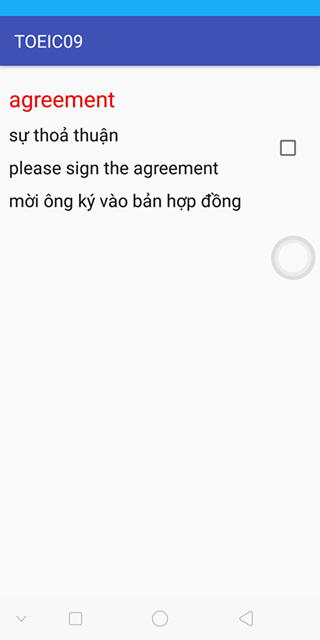 TOEIC09
agreement
sự thoả thuận
please sign the agreement
mời ông ký vào bản hợp đồng